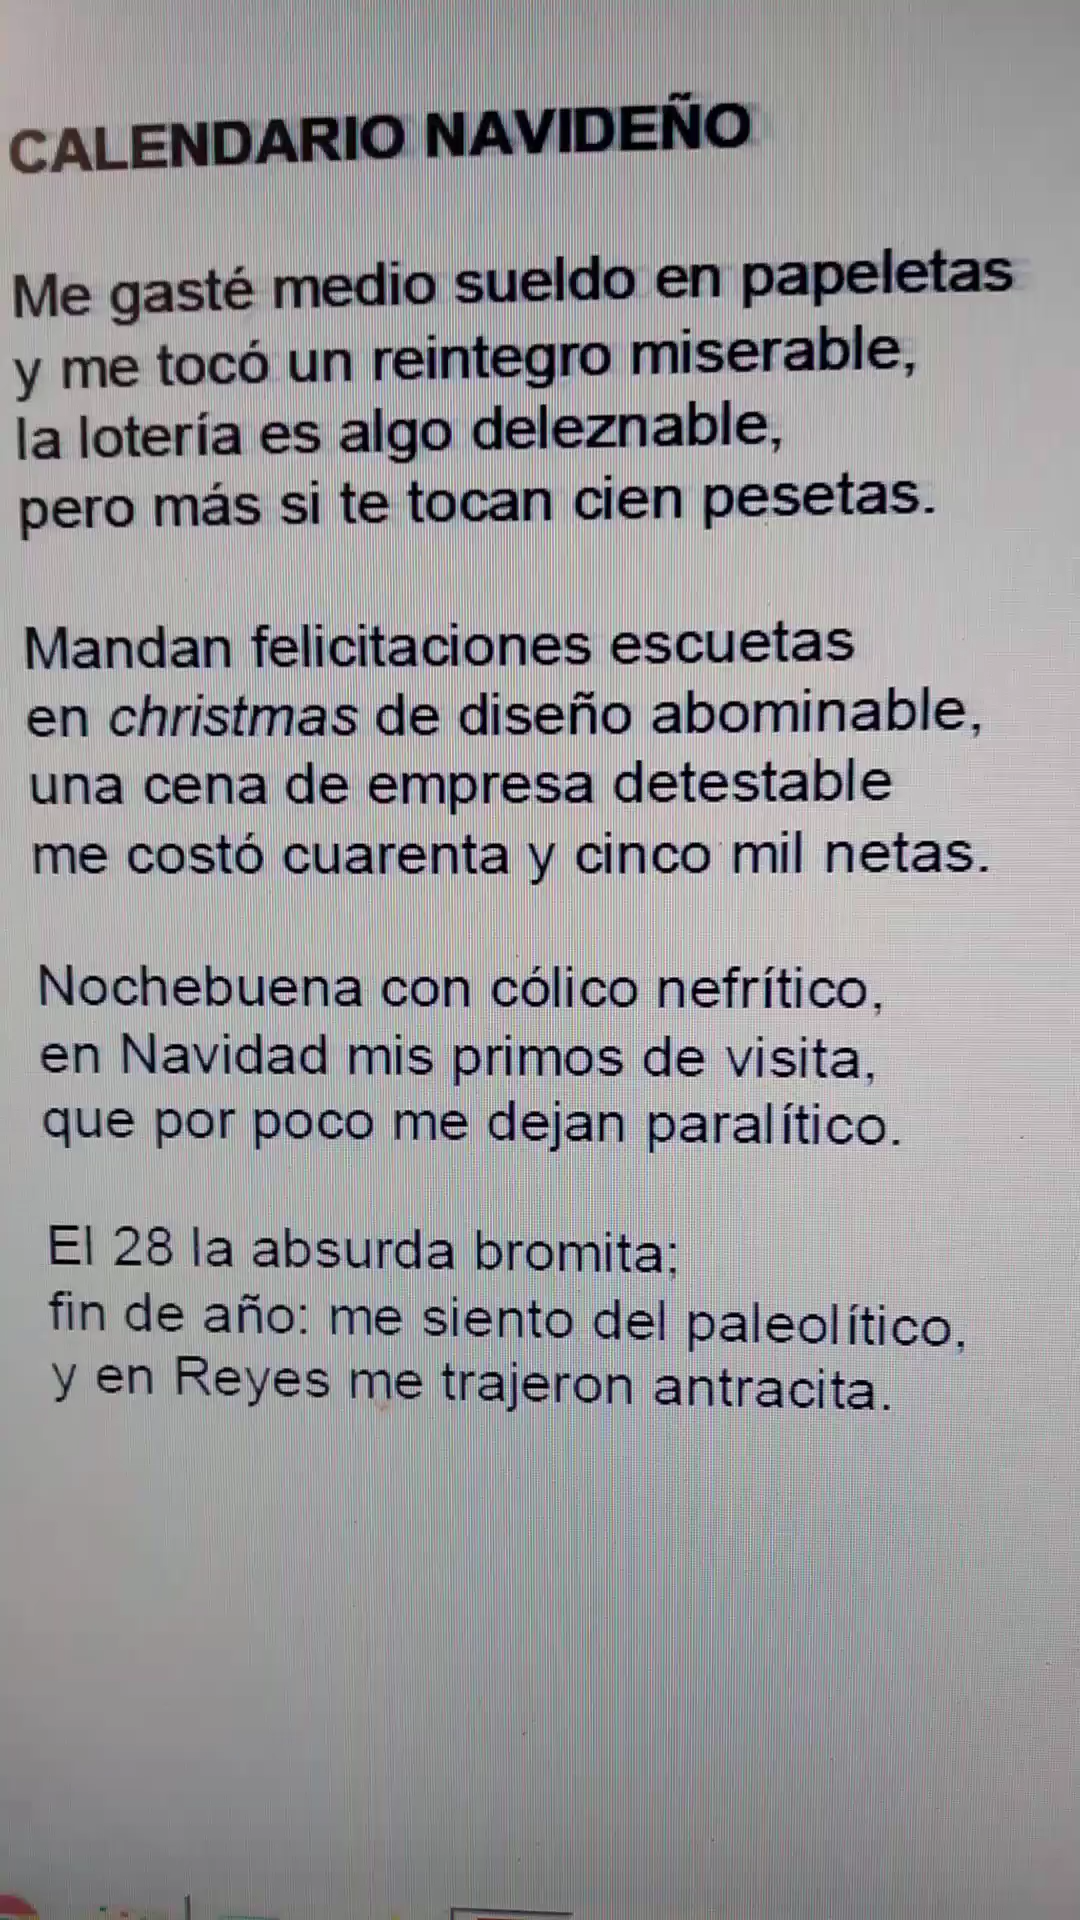 CALENDARIO NAVIDEÑO
Me gasté medio sueldo en papeletas
y me tocó un reintegro miserable,
la lotería es algo deleznable,
pero más si te tocan cien pesetas.
Mandan felicitaciones escuetas
en christmas de diseño abominable,
una cena de empresa detestable
me costó cuarenta y cinco mil netas.
Nochebuena con cólico nefrítico,
en Navidad mis primos de visita,
que por poco me dejan paralítico.
El 28 la absurda bromita;
fin de año: me siento del paleolítico,
y en Reyes me trajeron antracita.